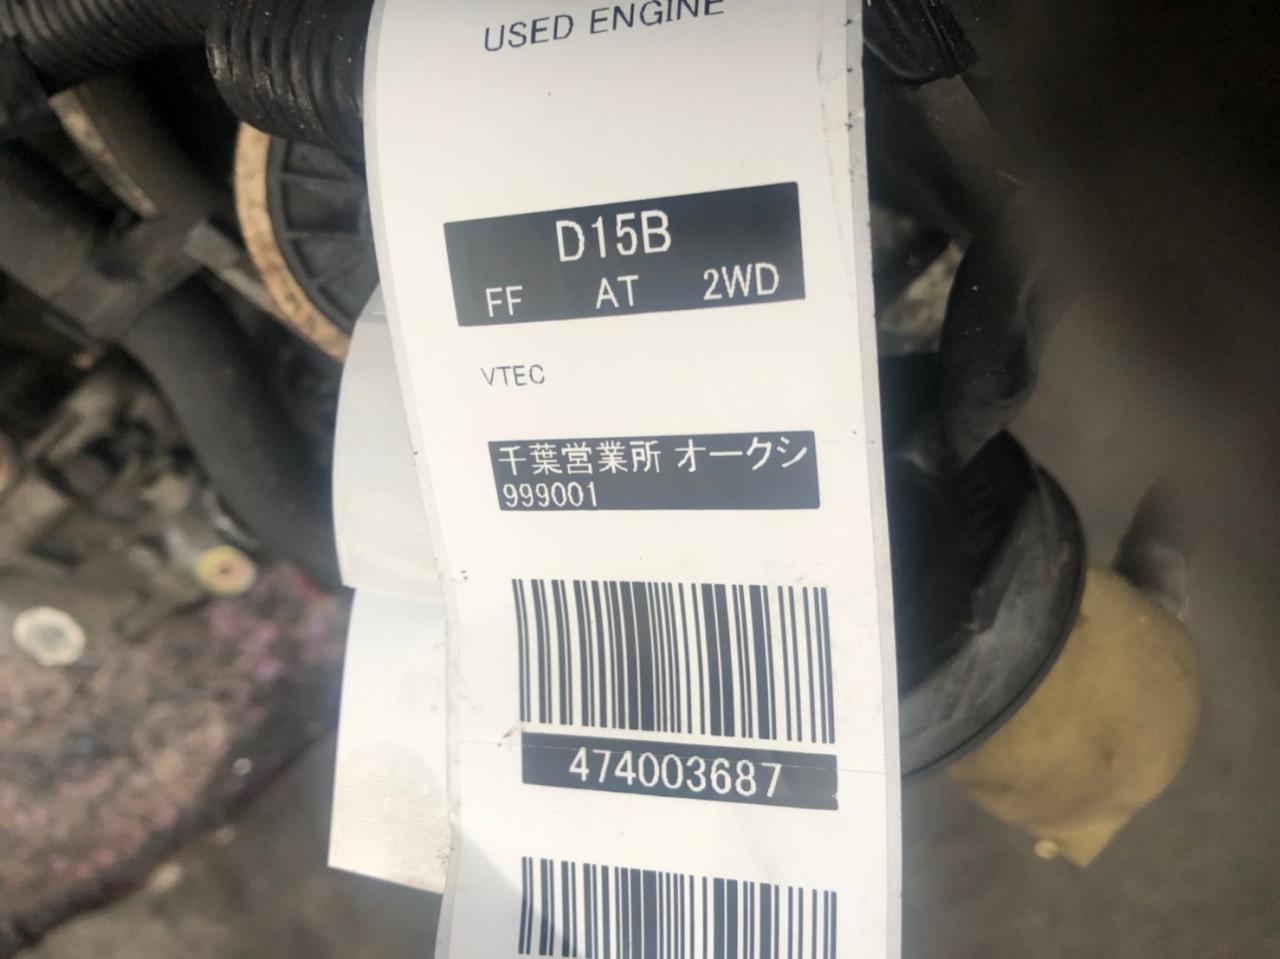 USED ENGINE
D15B
FF AT 2WD
VTEC
千葉営業所 オークシ
999001
474003687